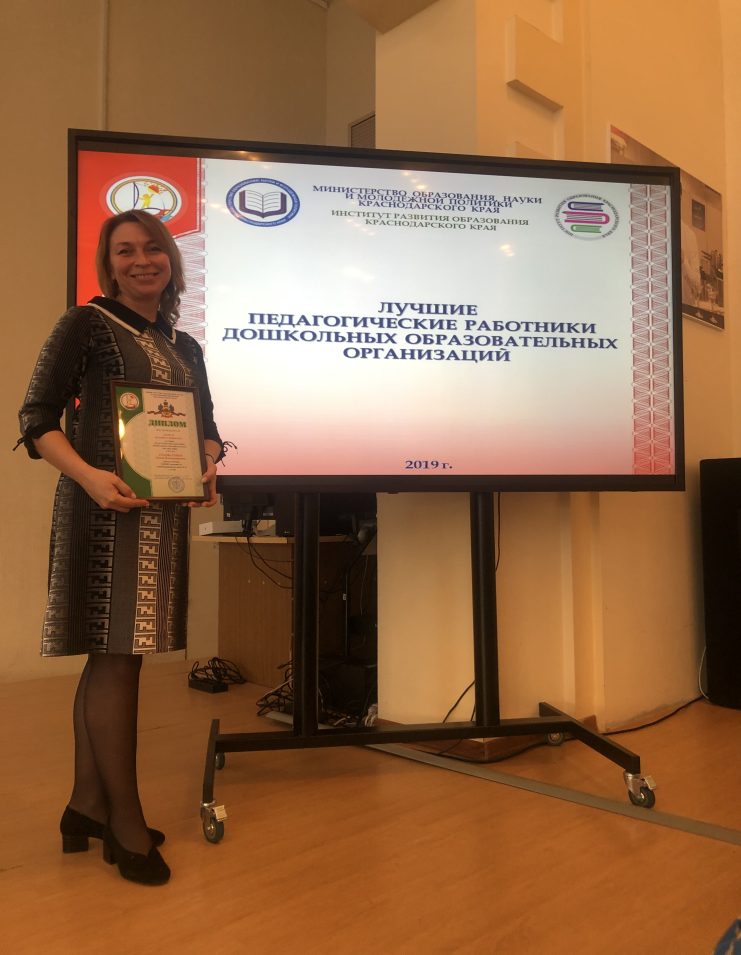 МИНИСТЕРСТВО ОБРАЗОВАНИЯ, НАУКИ
И МОЛОДЕЖНОЙ ПОЛИТИКИ
КРАСНОДАРСКОГО КРАЯ
ИНСТИТУТ РАЗВИТИЯ ОБРАЗОВАНИЯ
КРАСНОДАРСКОГО КРАЯ
ЛУЧШИЕ
ПЕДАГОГИЧЕСКИЕ РАБОТНИКИ
ДОШКОЛЬНЫХ ОБРАЗОВАТЕЛЬНЫХ
ОРГАНИЗАЦИЙ
2019 г.
ДИПЛОМ